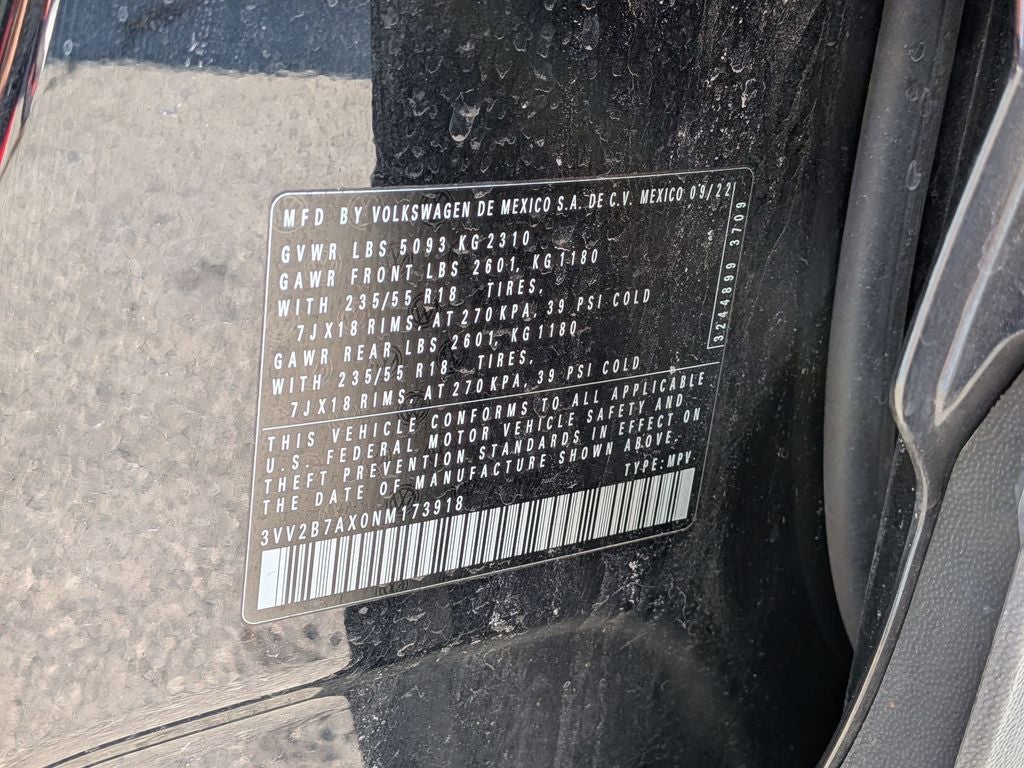 MFD BY VOLKSWAGEN DE MEXICO S.A. DE C.V. MEXICO 09/22
GVWR LBS 5093 KG 2310
GAWR FRONT LBS 2601, KG 1180
WITH 235/55 R18 TIRES,
7JX18 RIMS, AT 270 KPA, 39 PSI COLD
GAWR REAR LBS 2601, KG 1180
WITH 235/55 R18 TIRES,
7JX18 RIMS, AT 270 KPA, 39 PSI COLD
THIS VEHICLE CONFORMS TO ALL APPLICABLE
U.S. FEDERAL MOTOR VEHICLE SAFETY AND
THEFT PREVENTION STANDARDS IN EFFECT ON
THE DATE OF MANUFACTURE SHOWN ABOVE.
3VV2B7AX0NM173918 TYPE: MPV
3244899 3709